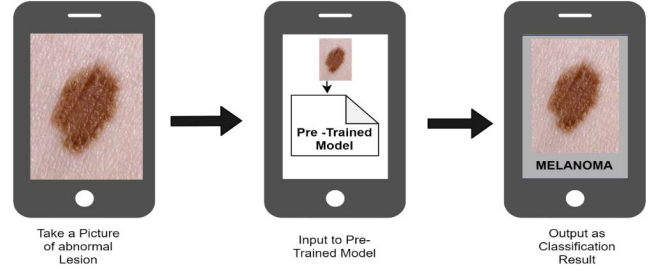 Pre -Trained
Model
MELANOMA
Take a Picture
of abnormal
Lesion
Input to Pre-
Trained Model
Output as
Classification
Result